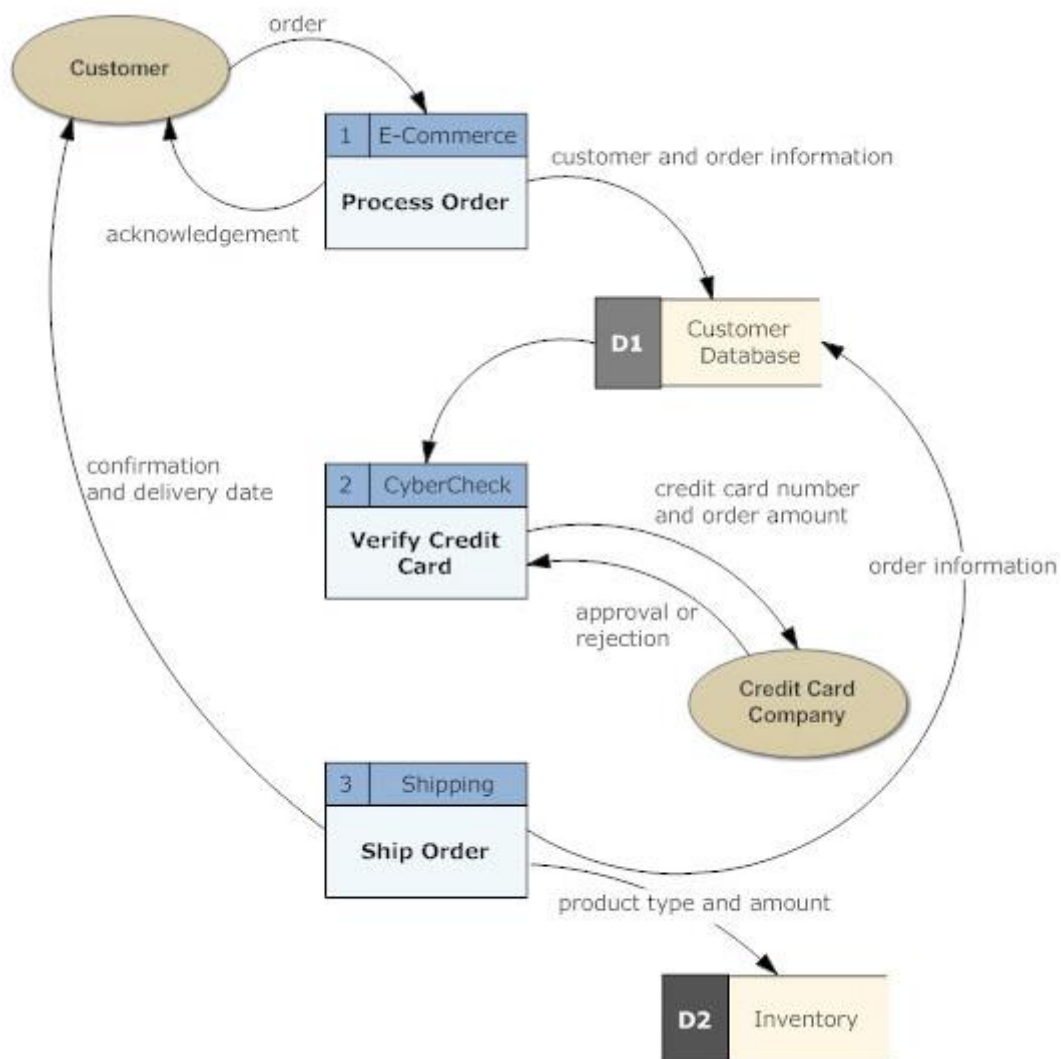 order
Customer
1 E-Commerce
Process Order
customer and order information
acknowledgement
D1
Customer
Database
confirmation
and delivery date
2 CyberCheck
Verify Credit
Card
credit card number
and order amount
order information
approval or
rejection
Credit Card
Company
3 Shipping
Ship Order
product type and amount
D2 Inventory